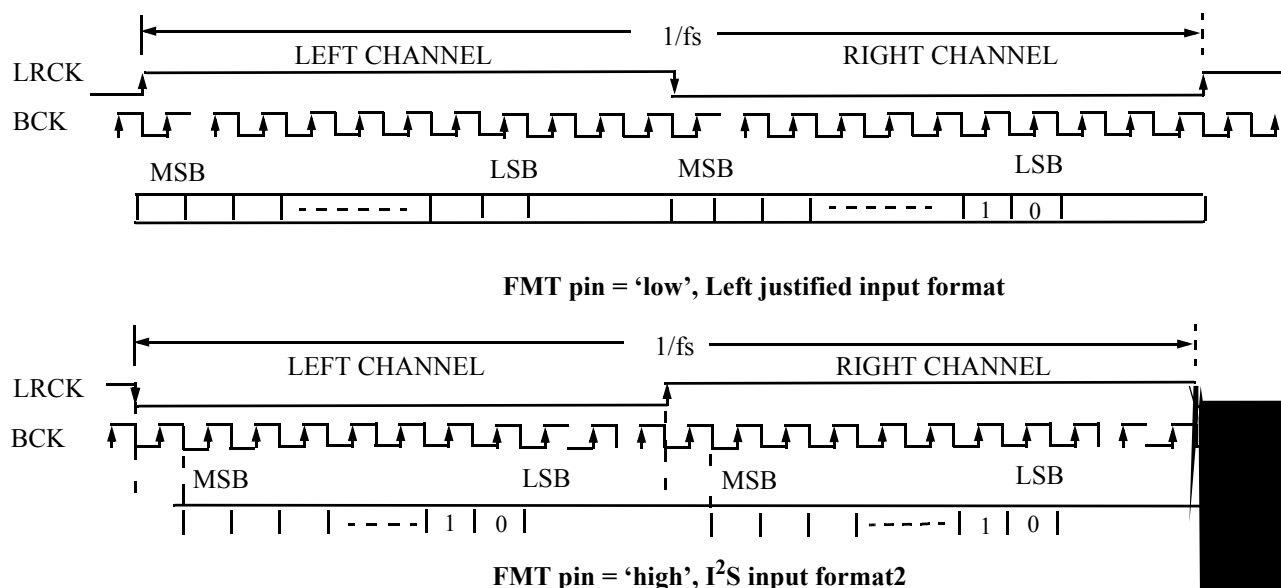 1/fs
LEFT CHANNEL RIGHT CHANNEL
LRCK
BCK
MSB LSB MSB LSB
1 0
FMT pin = ‘low’, Left justified input format
1/fs
LEFT CHANNEL RIGHT CHANNEL
LRCK
BCK
MSB LSB MSB LSB
1 0 1 0
FMT pin = ‘high’, I²S input format2